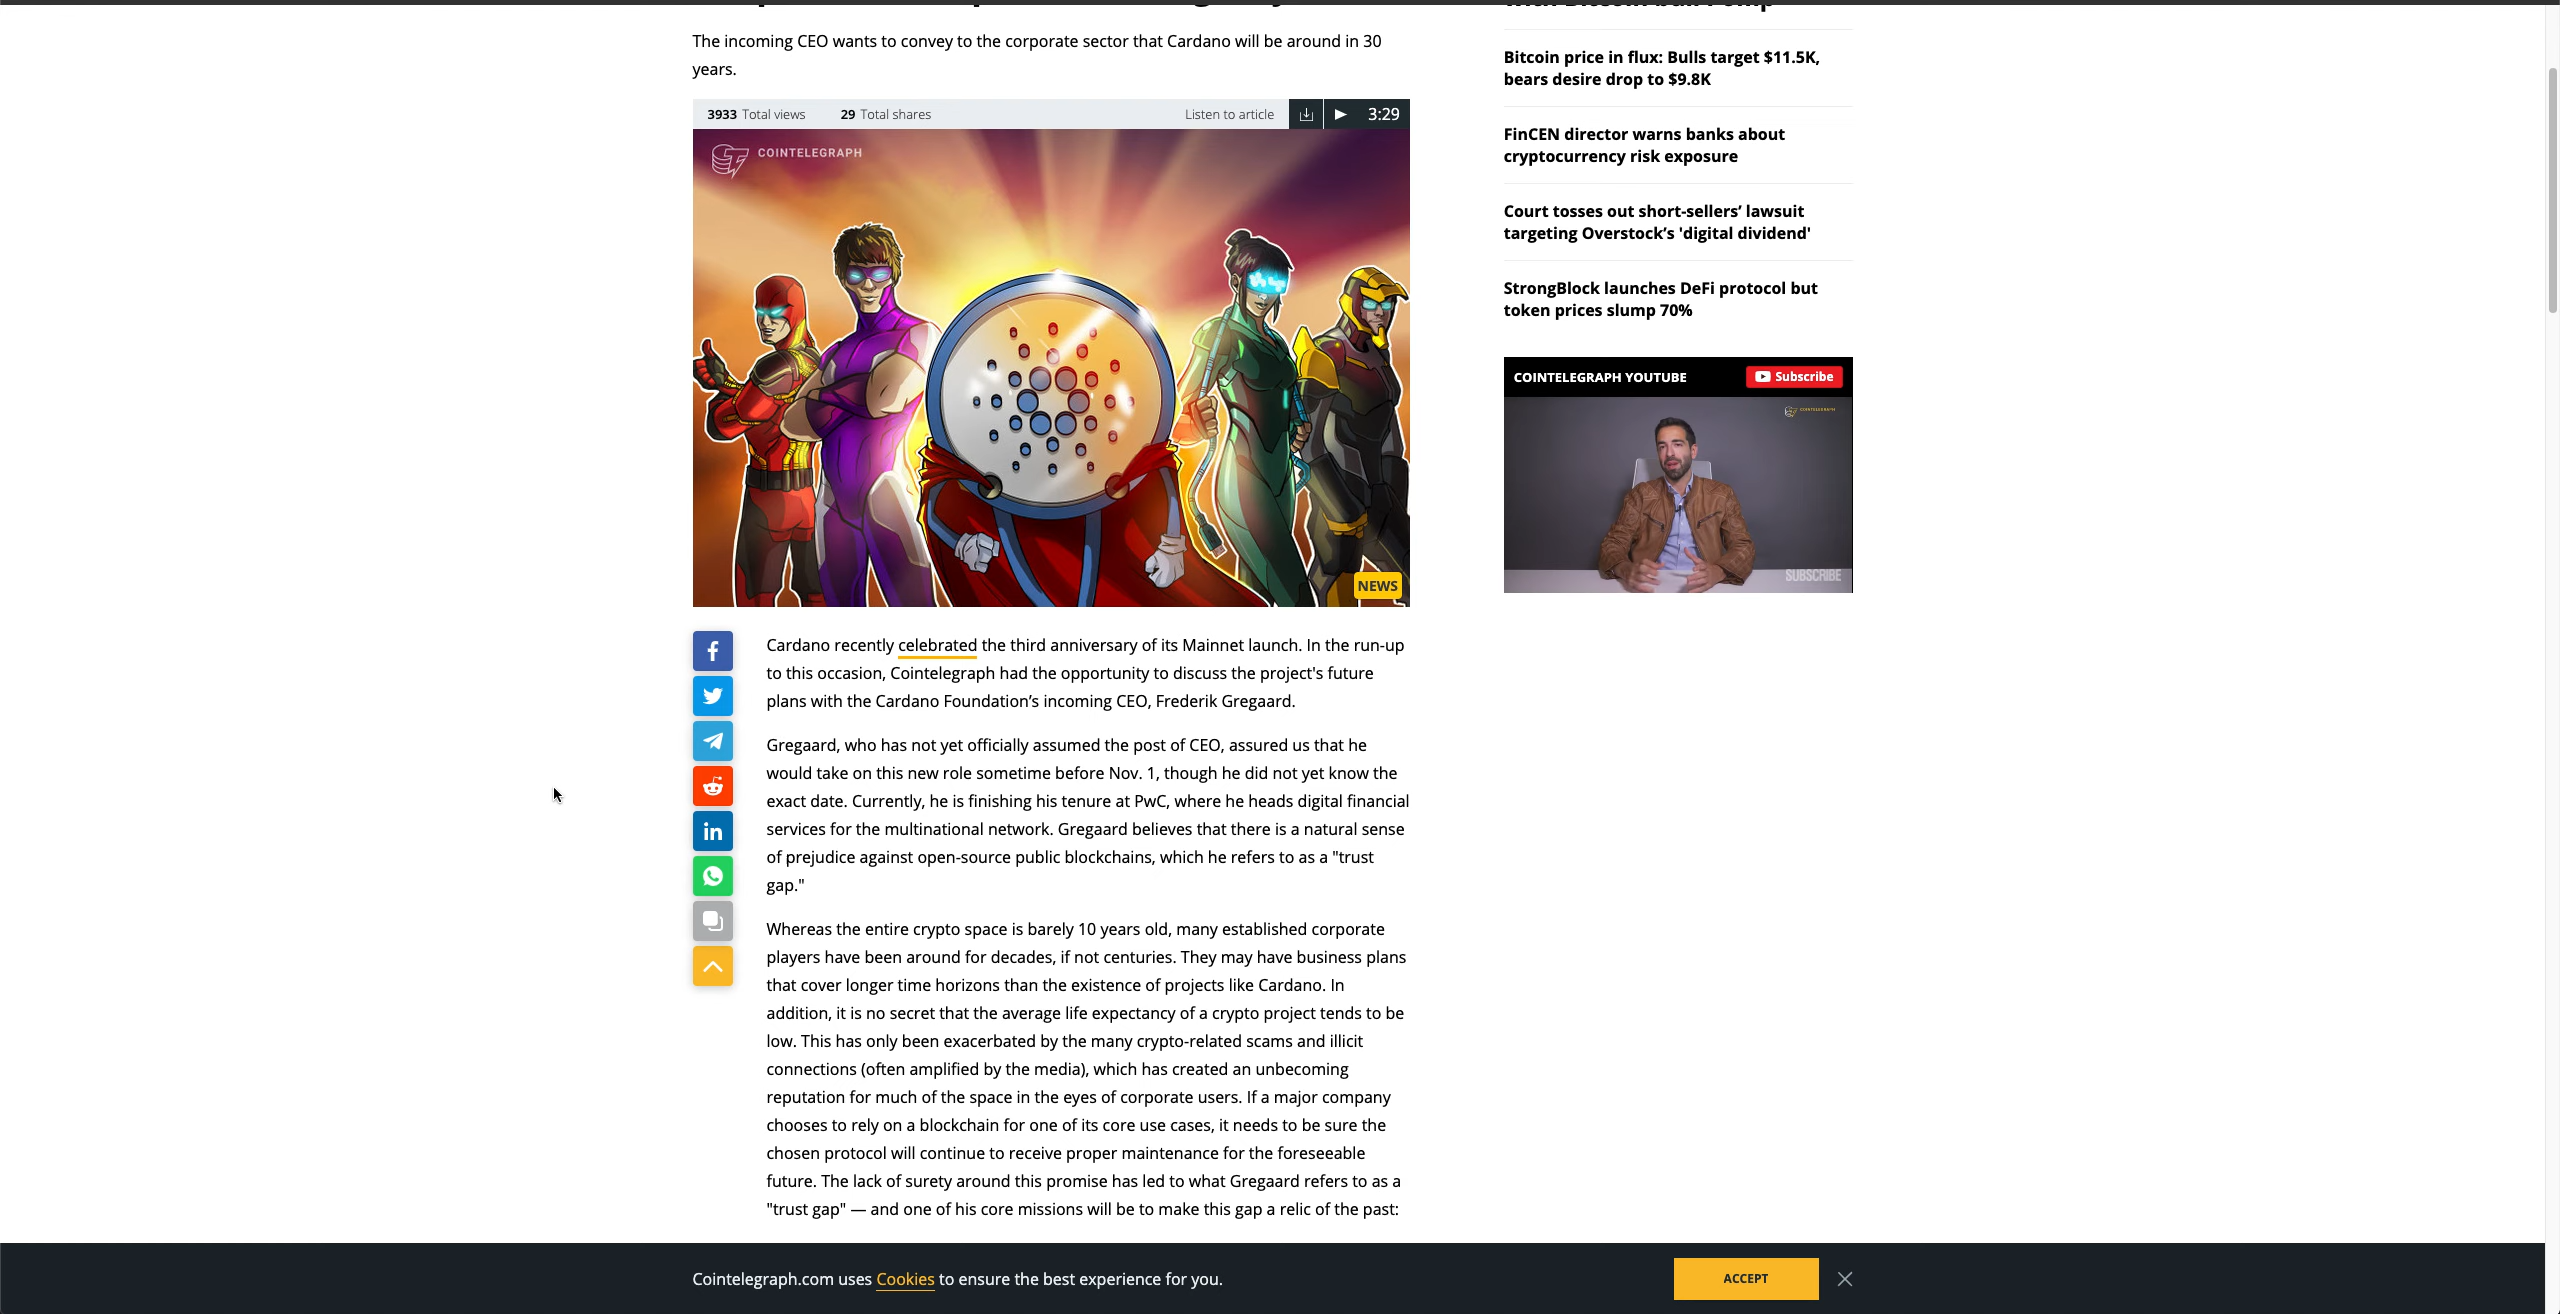 The incoming CEO wants to convey to the corporate sector that Cardano will be around in 30
years.
3933 Total views 29 Total shares Listen to article 3:29
COINTELEGRAPH
NEWS
Cardano recently celebrated the third anniversary of its Mainnet launch. In the run-up
to this occasion, Cointelegraph had the opportunity to discuss the project's future
plans with the Cardano Foundation’s incoming CEO, Frederik Gregaard.
Gregaard, who has not yet officially assumed the post of CEO, assured us that he
would take on this new role sometime before Nov. 1, though he did not yet know the
exact date. Currently, he is finishing his tenure at PwC, where he heads digital financial
services for the multinational network. Gregaard believes that there is a natural sense
of prejudice against open-source public blockchains, which he refers to as a "trust
gap."
Whereas the entire crypto space is barely 10 years old, many established corporate
players have been around for decades, if not centuries. They may have business plans
that cover longer time horizons than the existence of projects like Cardano. In
addition, it is no secret that the average life expectancy of a crypto project tends to be
low. This has only been exacerbated by the many crypto-related scams and illicit
connections (often amplified by the media), which has created an unbecoming
reputation for much of the space in the eyes of corporate users. If a major company
chooses to rely on a blockchain for one of its core use cases, it needs to be sure the
chosen protocol will continue to receive proper maintenance for the foreseeable
future. The lack of surety around this promise has led to what Gregaard refers to as a
"trust gap" — and one of his core missions will be to make this gap a relic of the past:
Bitcoin price in flux: Bulls target $11.5K,
bears desire drop to $9.8K
FinCEN director warns banks about
cryptocurrency risk exposure
Court tosses out short-sellers’ lawsuit
targeting Overstock’s 'digital dividend'
StrongBlock launches DeFi protocol but
token prices slump 70%
COINTELEGRAPH YOUTUBE Subscribe
COINTELEGRAPH
SUBSCRIBE
Cointelegraph.com uses Cookies to ensure the best experience for you.
ACCEPT